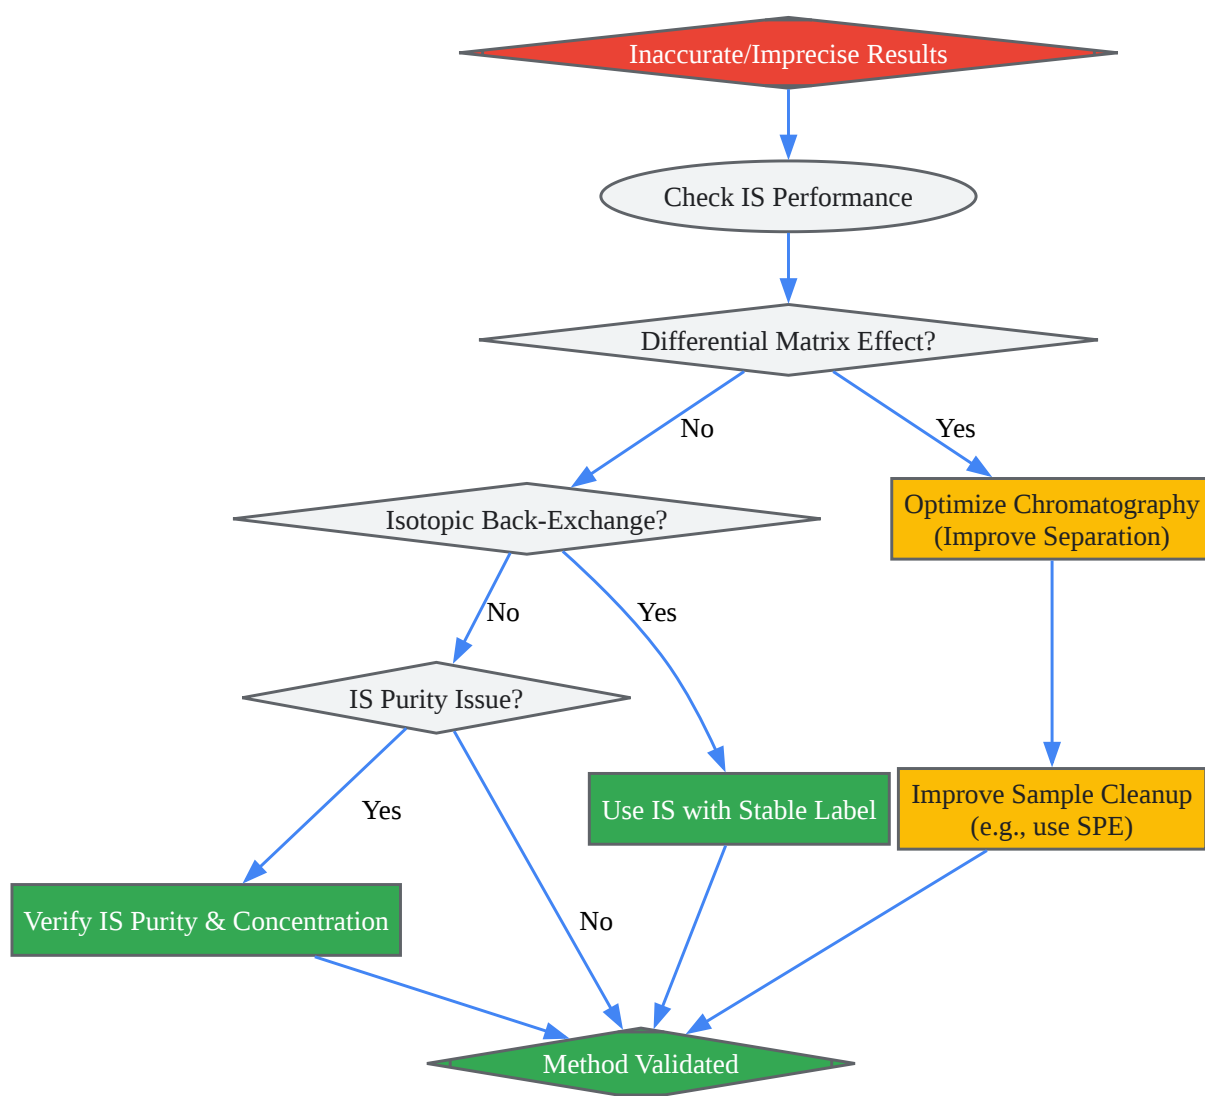 Inaccurate/Imprecise Results
Check IS Performance
Differential Matrix Effect?
No
Yes
Optimize Chromatography
(Improve Separation)
Isotopic Back-Exchange?
No
Yes
IS Purity Issue?
Use IS with Stable Label
Improve Sample Cleanup
(e.g., use SPE)
Yes
No
Verify IS Purity & Concentration
Method Validated